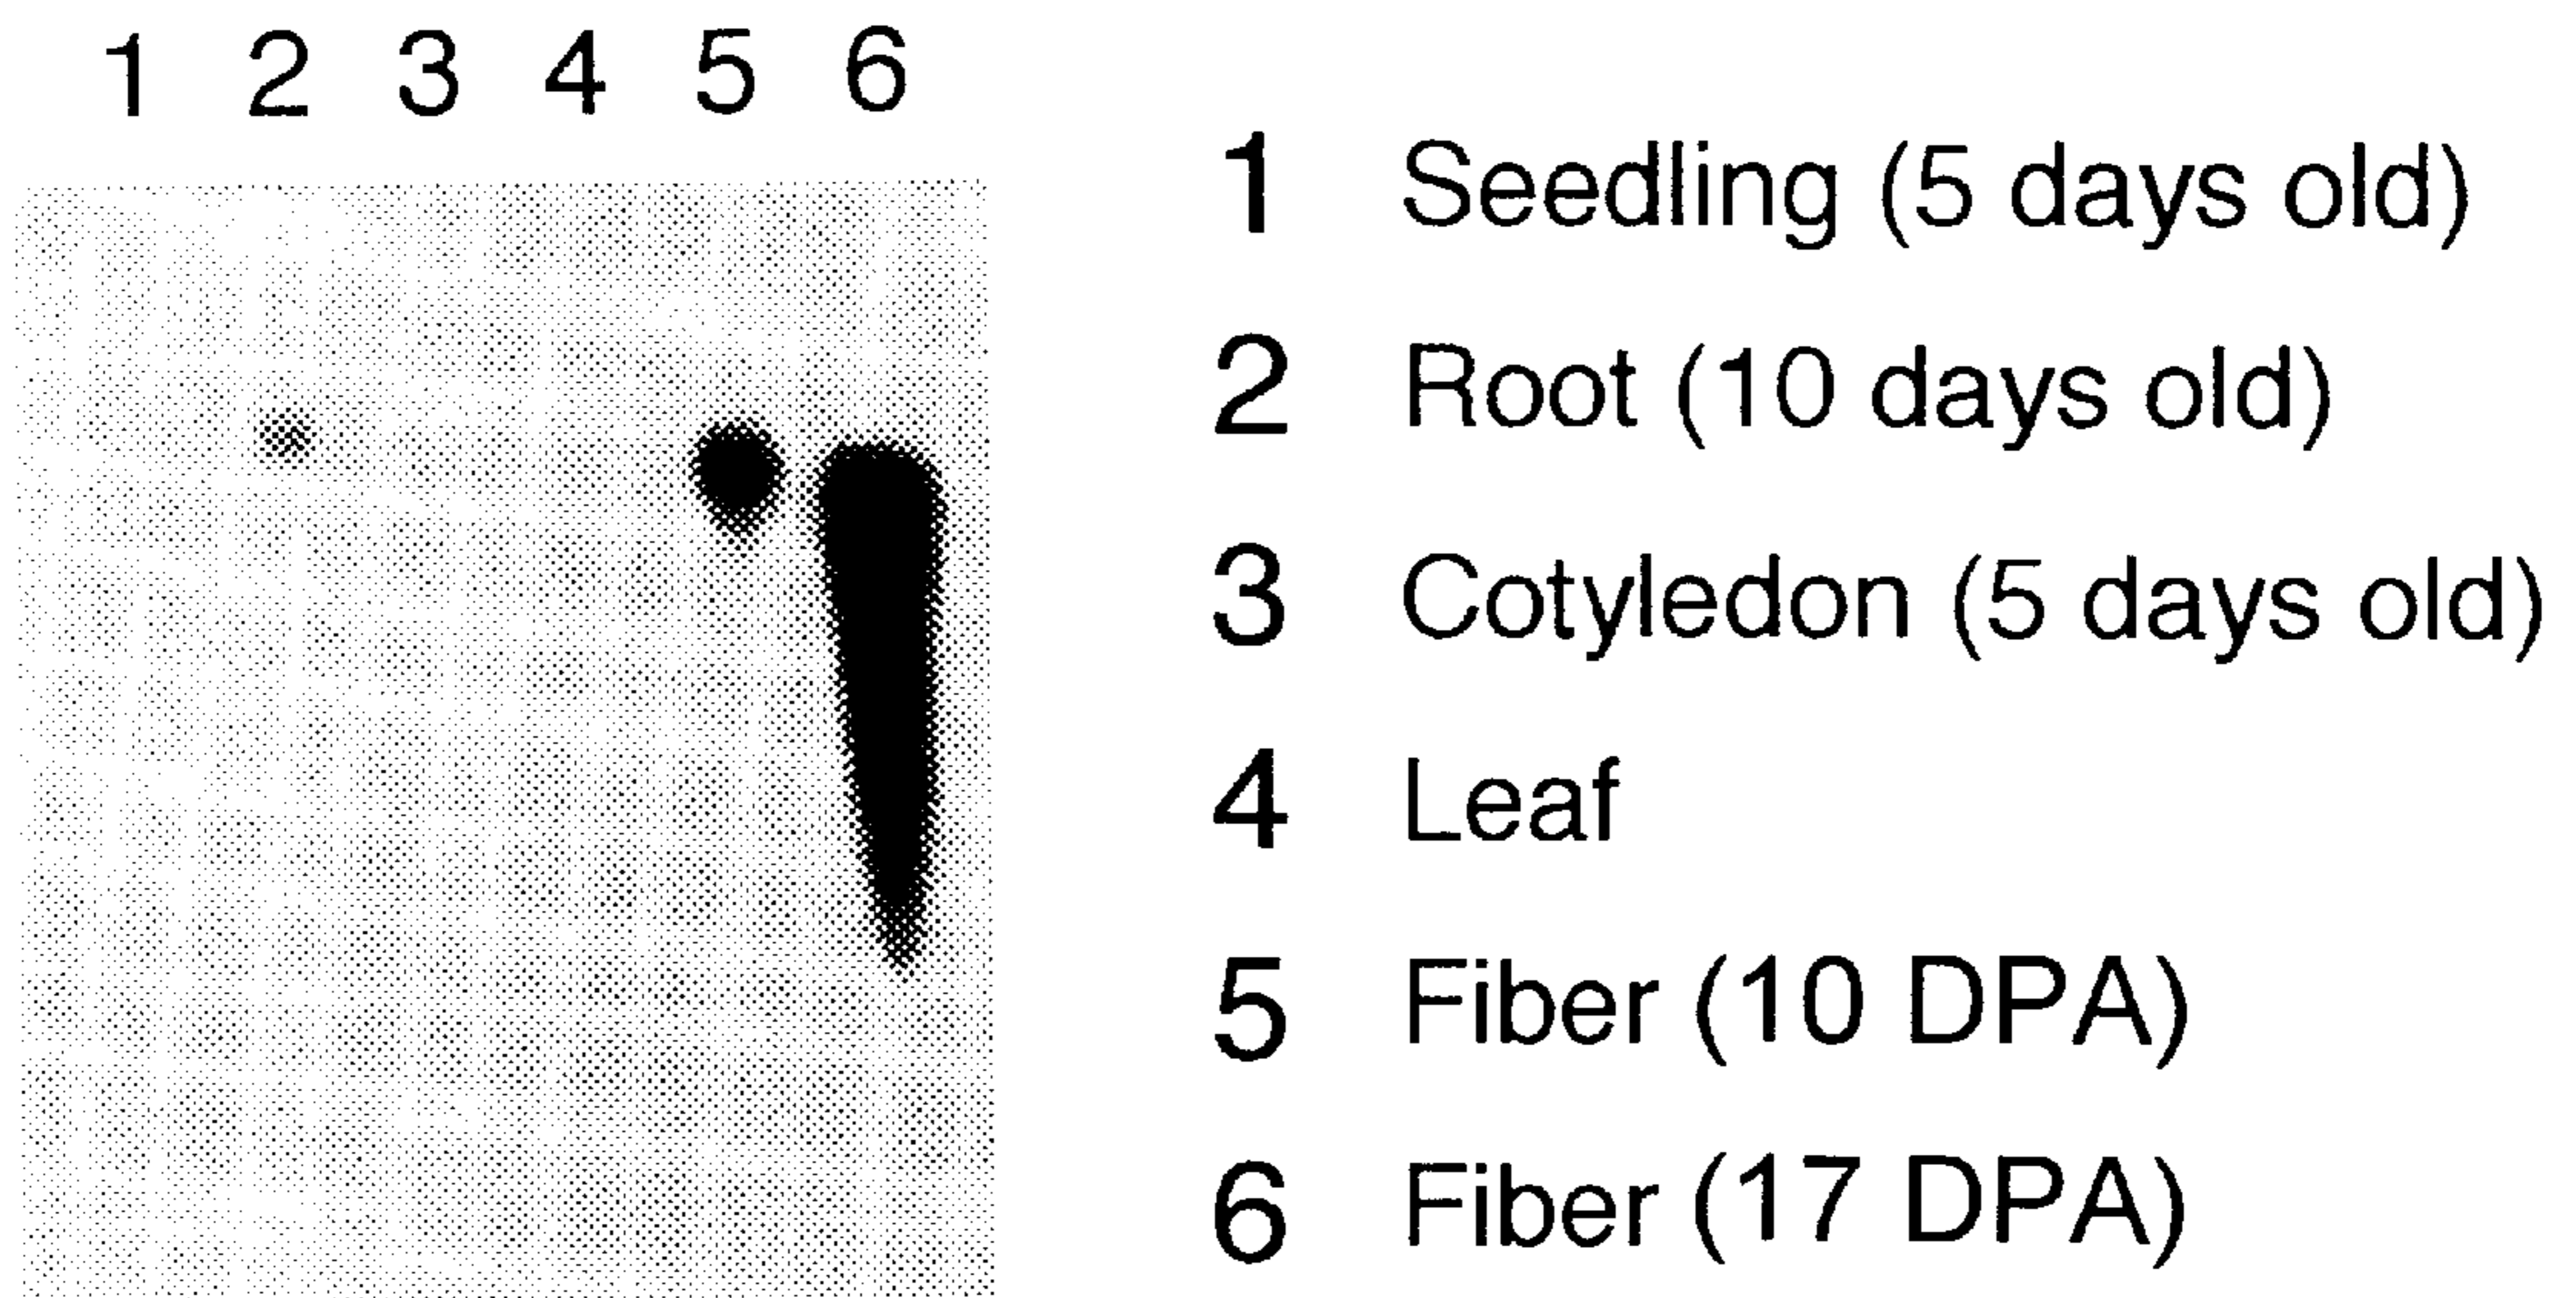 1 2 3 4 5 6
1 Seedling (5 days old)
2 Root (10 days old)
3 Cotyledon (5 days old)
4 Leaf
5 Fiber (10 DPA)
6 Fiber (17 DPA)